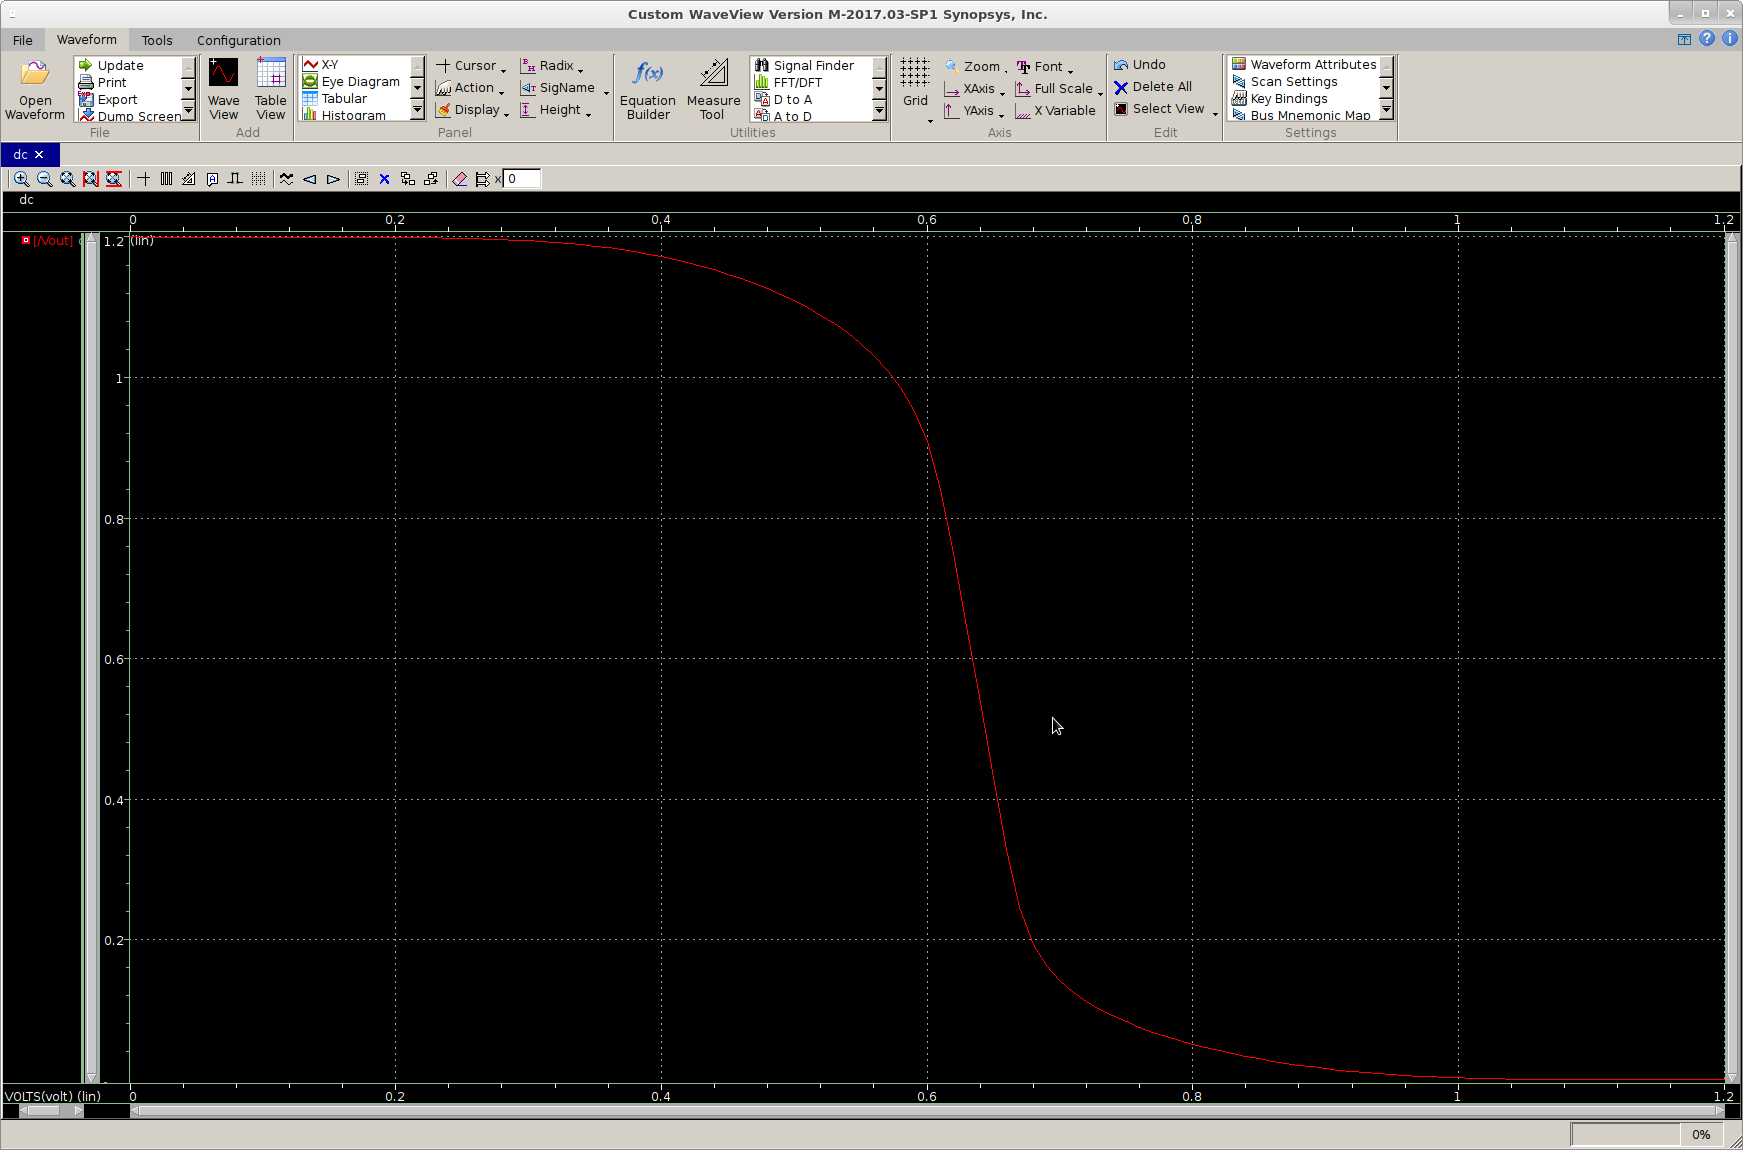 Custom WaveView Version M-2017.03-SP1 Synopsys, Inc.
File Waveform Tools Configuration
Open Waveform
Update
Print
Export
Dump Screen
File
Wave View
Table View
Add
X-Y
Eye Diagram
Tabular
Histogram
Cursor
Action
Display
Radix
SigName
Height
Panel
Equation Builder
Measure Tool
Signal Finder
FFT/DFT
D to A
A to D
Utilities
Grid
Zoom
XAxis
YAxis
Font
Full Scale
X Variable
Axis
Undo
Delete All
Select View
Edit
Waveform Attributes
Scan Settings
Key Bindings
Bus Mnemonic Map
Settings
dc
x 0
dc
0 0.2 0.4 0.6 0.8 1 1.2
[/Vout]
1.2 (lin)
1
0.8
0.6
0.4
0.2
VOLTS(volt) (lin) 0 0.2 0.4 0.6 0.8 1 1.2
0%